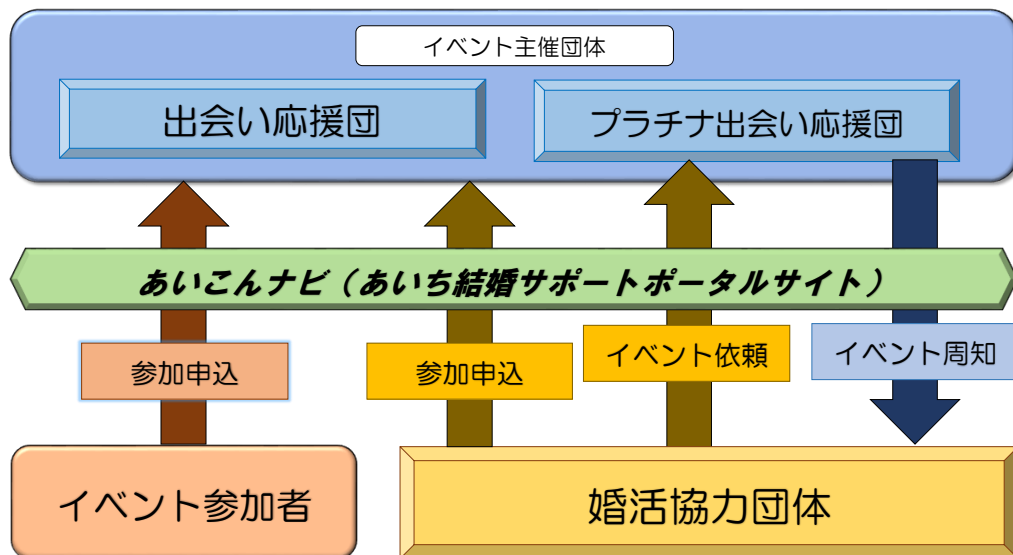 イベント主催団体
出会い応援団
プラチナ出会い応援団
あいこんナビ（あいち結婚サポートポータルサイト）
参加申込
参加申込
イベント依頼
イベント周知
イベント参加者
婚活協力団体